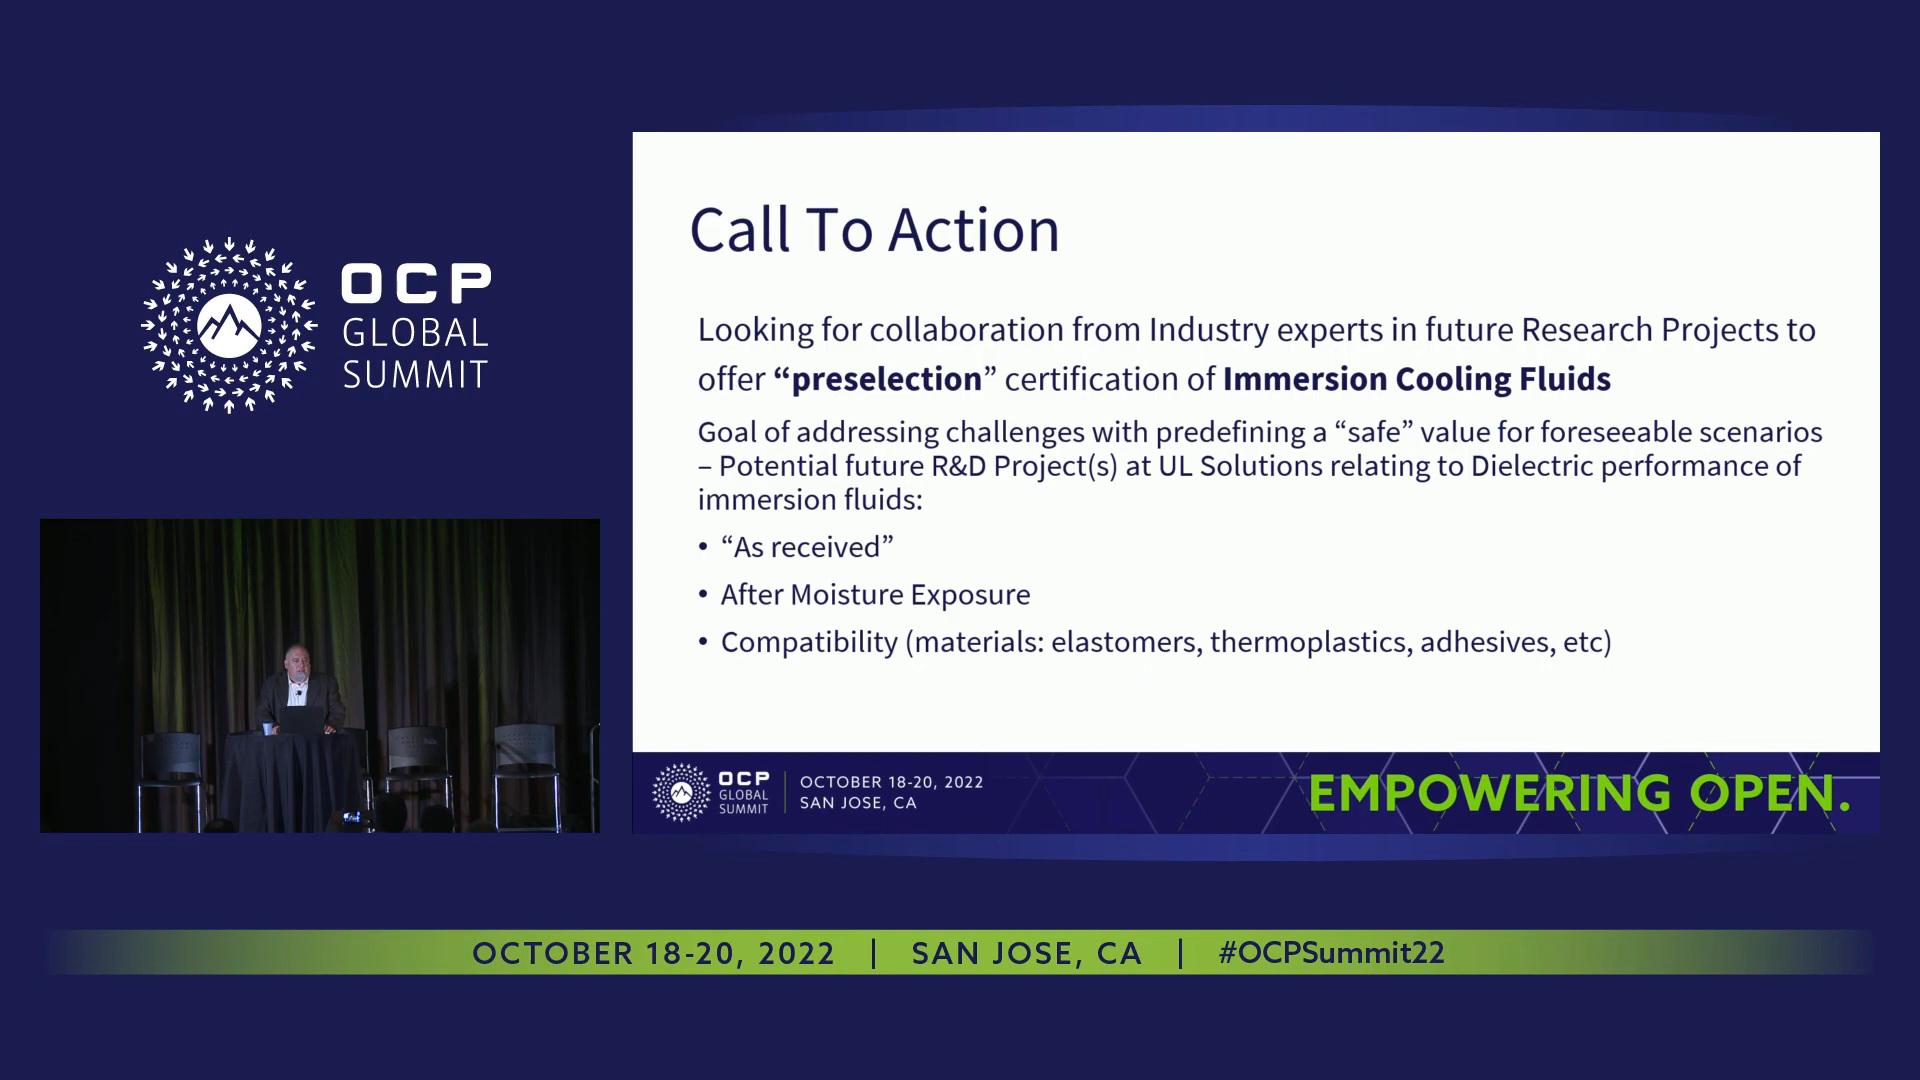 OCP
GLOBAL
SUMMIT
Call To Action
Looking for collaboration from Industry experts in future Research Projects to
offer “preselection” certification of Immersion Cooling Fluids
Goal of addressing challenges with predefining a “safe” value for foreseeable scenarios
– Potential future R&D Project(s) at UL Solutions relating to Dielectric performance of
immersion fluids:
• “As received”
• After Moisture Exposure
• Compatibility (materials: elastomers, thermoplastics, adhesives, etc)
OCP
GLOBAL
SUMMIT
OCTOBER 18-20, 2022
SAN JOSE, CA
EMPOWERING OPEN.
OCTOBER 18-20, 2022 | SAN JOSE, CA | #OCPSummit22